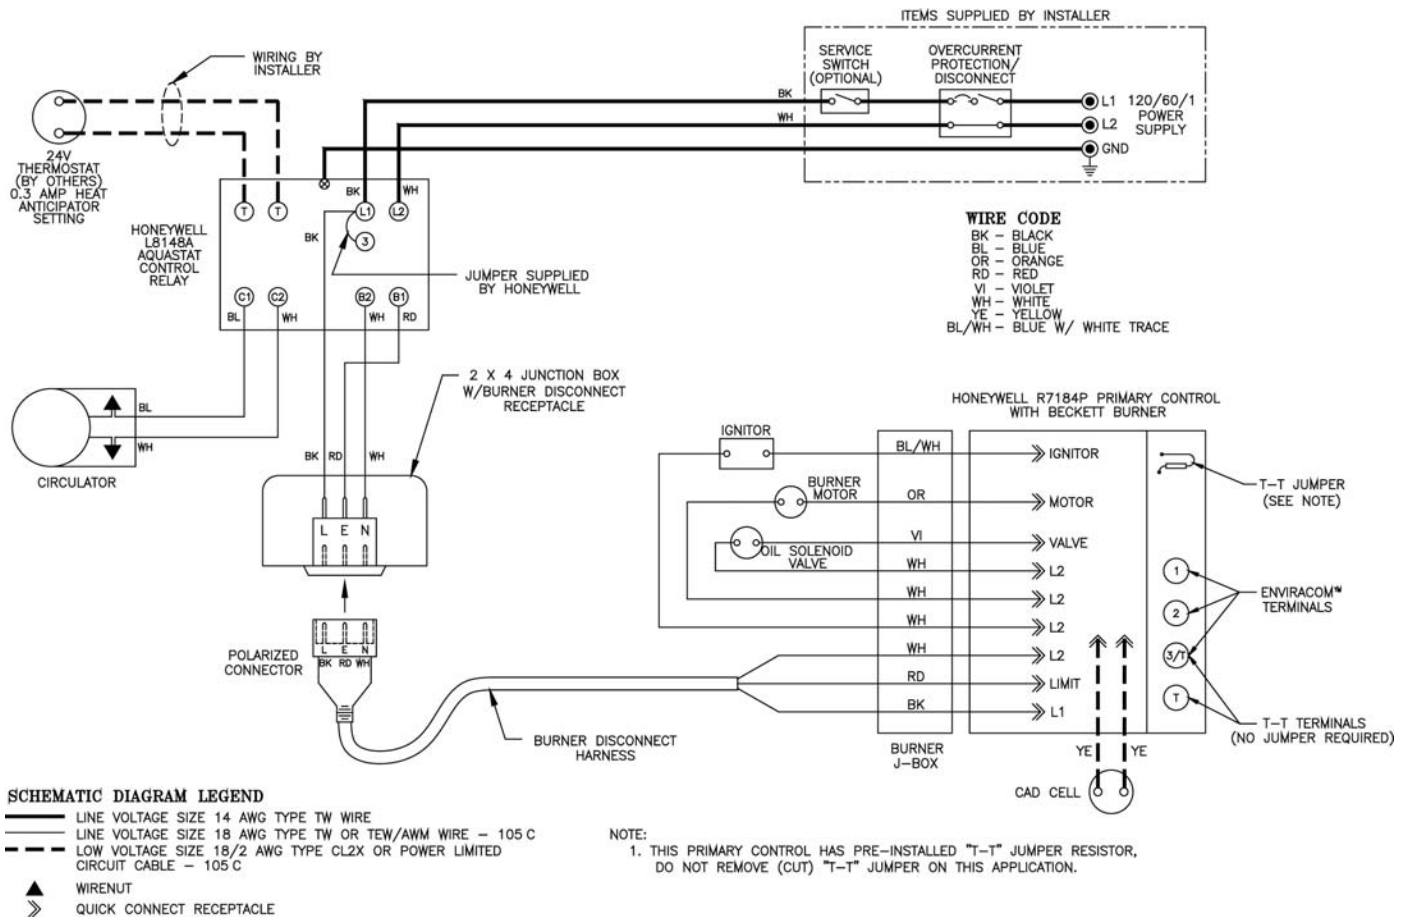 ITEMS SUPPLIED BY INSTALLER
SERVICE
SWITCH
(OPTIONAL)
OVERCURRENT
PROTECTION/
DISCONNECT
WIRING BY
INSTALLER
BK
WH
L1
L2
GND
120/60/1
POWER
SUPPLY
24V
THERMOSTAT
(BY OTHERS)
0.3 AMP HEAT
ANTICIPATOR
SETTING
HONEYWELL
L8148A
AQUASTAT
CONTROL
RELAY
BK
WH
T
T
L1
L2
BK
3
JUMPER SUPPLIED
BY HONEYWELL
C1
C2
B2
B1
BL
WH
WH
RD
WIRE CODE
BK – BLACK
BL – BLUE
OR – ORANGE
RD – RED
VI – VIOLET
WH – WHITE
YE – YELLOW
BL/WH – BLUE W/ WHITE TRACE
BL
WH
CIRCULATOR
2 X 4 JUNCTION BOX
W/BURNER DISCONNECT
RECEPTACLE
BK RD WH
L E N
POLARIZED
CONNECTOR
L E N
BK RD WH
BURNER DISCONNECT
HARNESS
HONEYWELL R7184P PRIMARY CONTROL
WITH BECKETT BURNER
IGNITOR
BL/WH
IGNITOR
BURNER
MOTOR
OR
MOTOR
OIL SOLENOID
VALVE
VI
VALVE
WH
L2
WH
L2
WH
L2
WH
L2
RD
LIMIT
BK
L1
T–T JUMPER
(SEE NOTE)
1
2
3/T
T
ENVIRACOM™
TERMINALS
T–T TERMINALS
(NO JUMPER REQUIRED)
BURNER
J–BOX
YE
YE
CAD CELL
SCHEMATIC DIAGRAM LEGEND
LINE VOLTAGE SIZE 14 AWG TYPE TW WIRE
LINE VOLTAGE SIZE 18 AWG TYPE TW OR TEW/AWM WIRE – 105 C
LOW VOLTAGE SIZE 18/2 AWG TYPE CL2X OR POWER LIMITED
CIRCUIT CABLE – 105 C
WIRENUT
QUICK CONNECT RECEPTACLE
NOTE:
1. THIS PRIMARY CONTROL HAS PRE–INSTALLED "T–T" JUMPER RESISTOR,
DO NOT REMOVE (CUT) "T–T" JUMPER ON THIS APPLICATION.